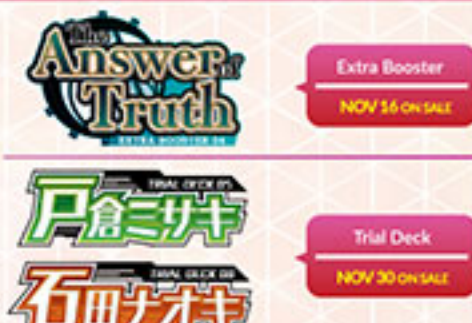 The
Answer of
Truth
EXTRA BOOSTER 04
Extra Booster
NOV 16 ON SALE
TRIAL DECK 05
戸倉ミサキ
Trial Deck
NOV 30 ON SALE
TRIAL DECK
石田ナオキ